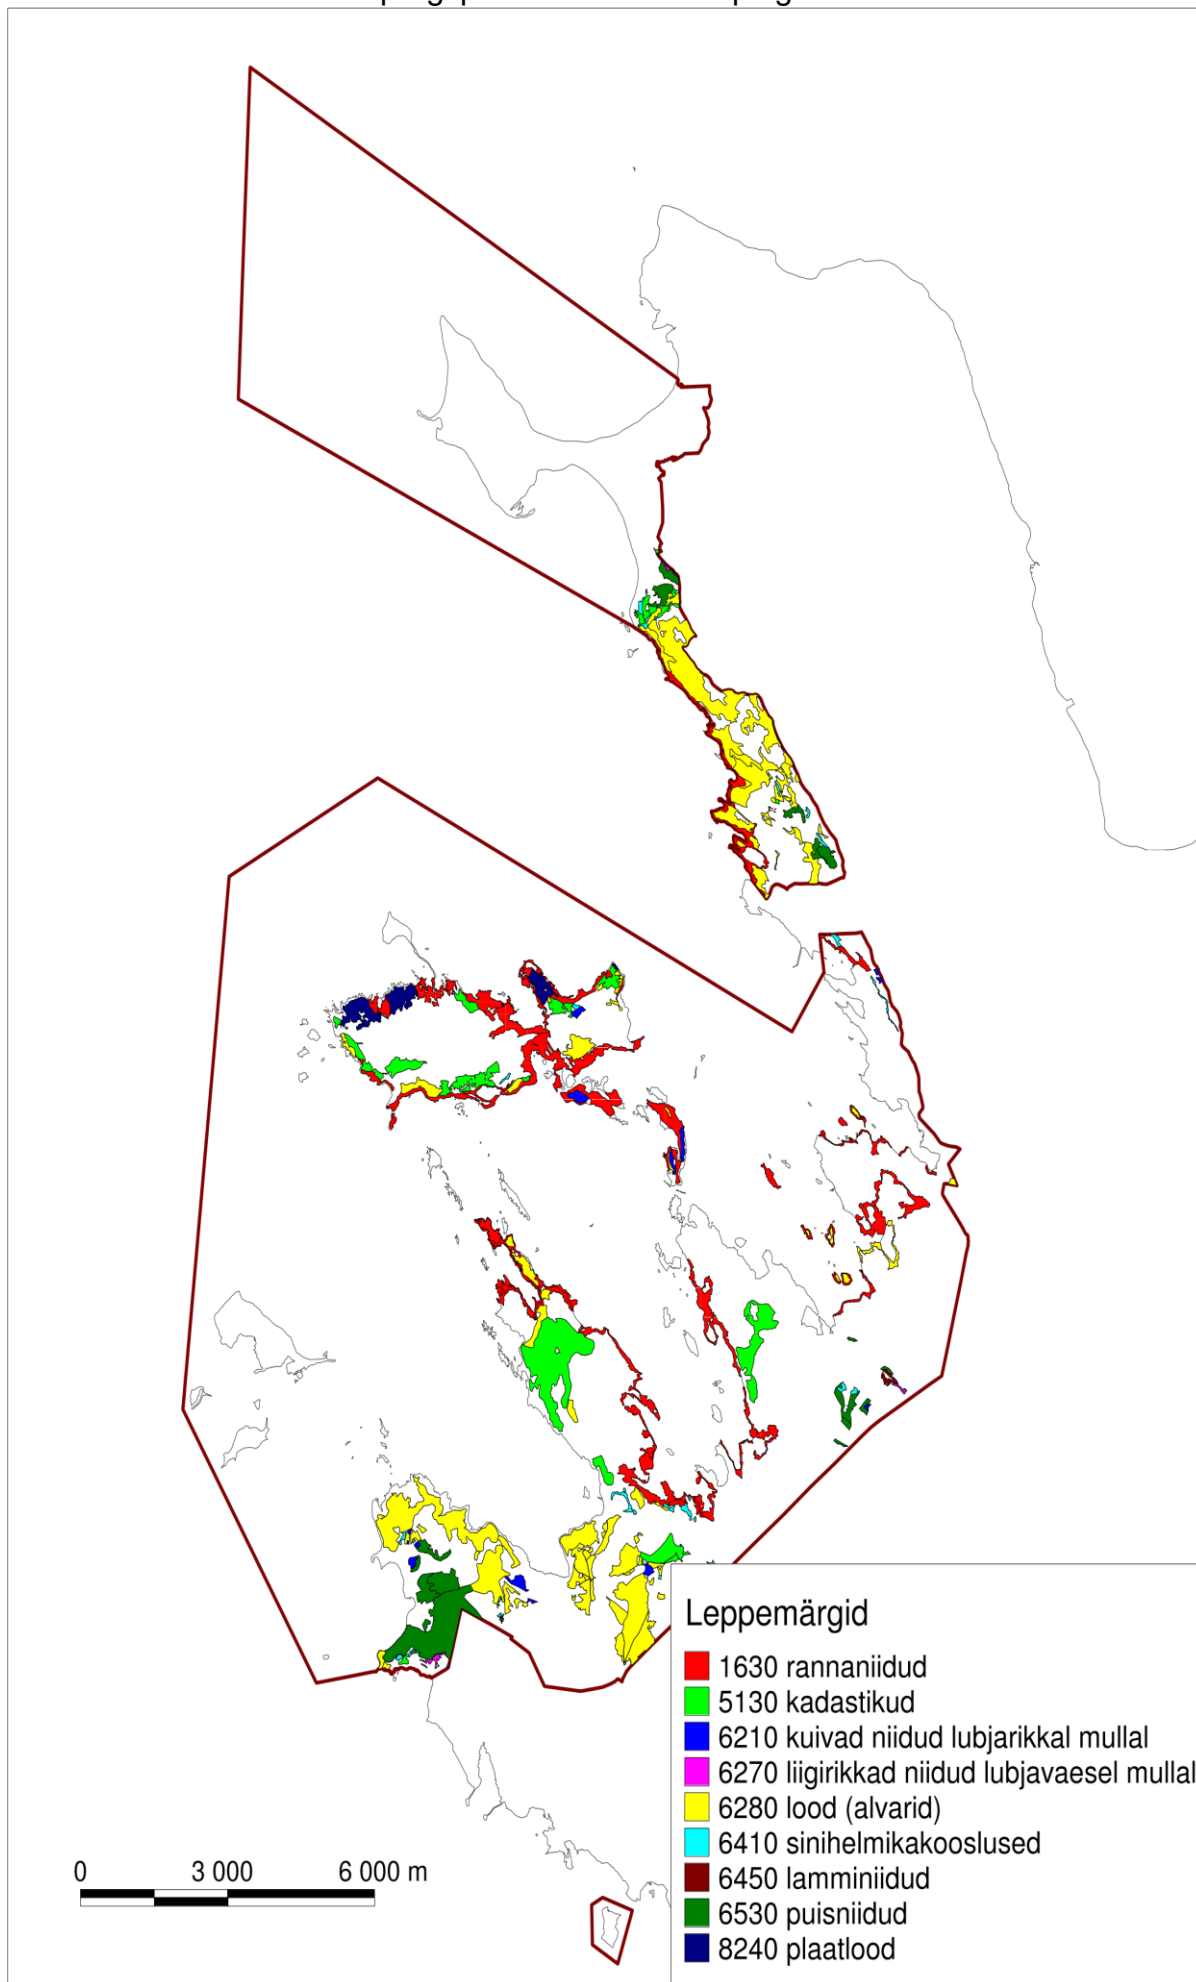 Leppemärgid
1630 rannaniidud
5130 kadastikud
6210 kuivad niidud lubjarikkal mullal
6270 liigirikkad niidud lubjavaesel mullal
6280 lood (alvarid)
6410 sinihelmikakooslused
6450 lamminiidud
6530 puisniidud
8240 plaatlood
0 3 000 6 000 m